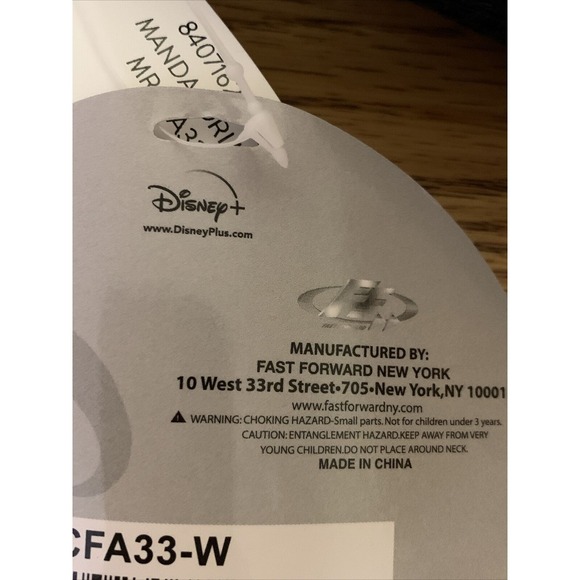 MR
Disney+
www.DisneyPlus.com
MANUFACTURED BY:
FAST FORWARD NEW YORK
10 West 33rd Street•705•New York,NY 10001
www.fastforwardny.com
WARNING: CHOKING HAZARD-Small parts. Not for children under 3 years.
CAUTION: ENTANGLEMENT HAZARD.KEEP AWAY FROM VERY
YOUNG CHILDREN.DO NOT PLACE AROUND NECK.
MADE IN CHINA
CFA33-W